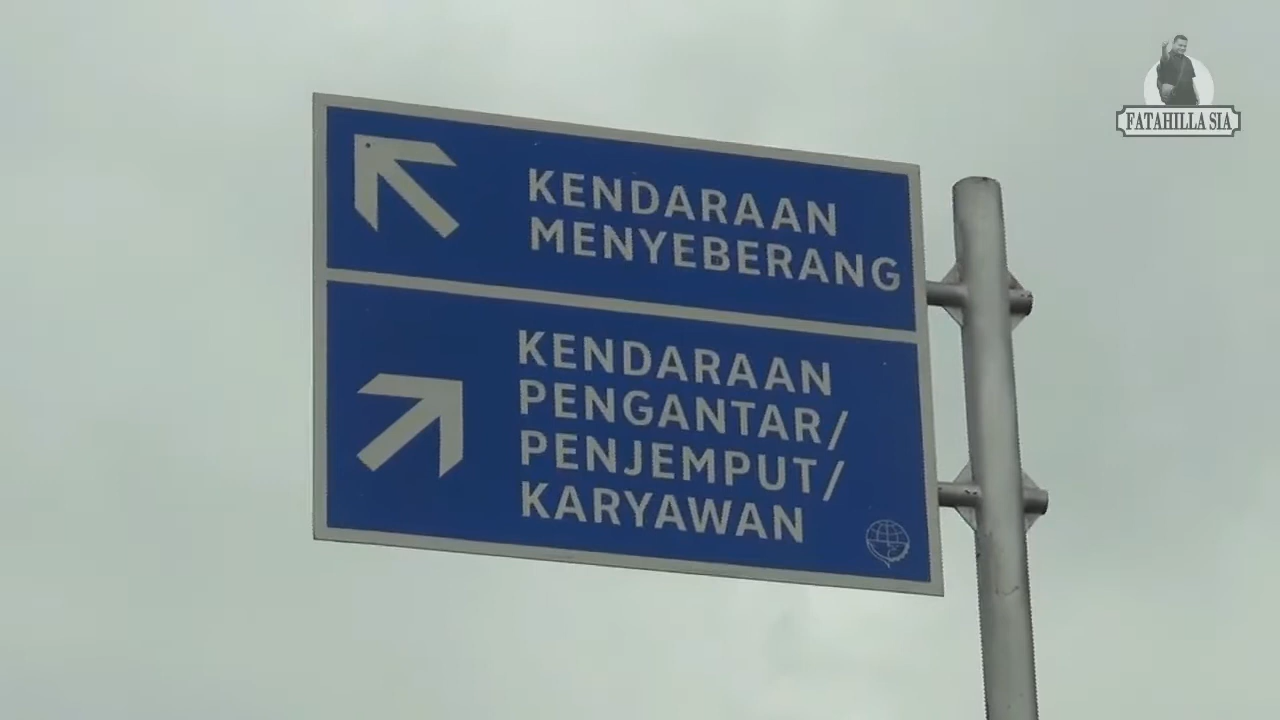 FATAHILLA SIA
KENDARAAN
MENYEBERANG
KENDARAAN
PENGANTAR/
PENJEMPUT/
KARYAWAN